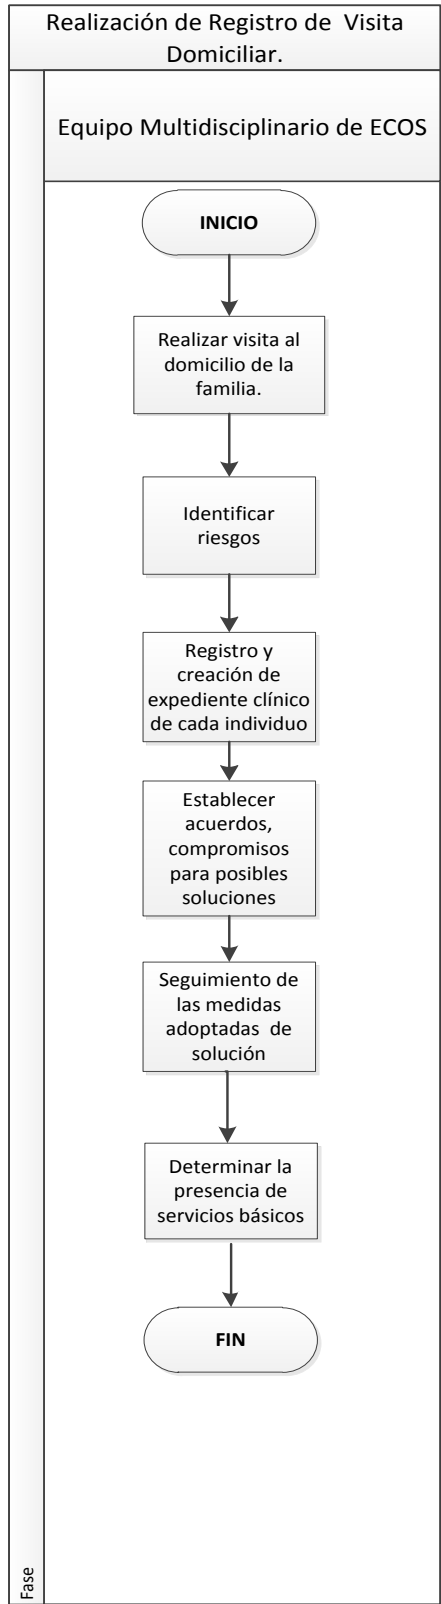 Realización de Registro de Visita
Domiciliar.
Equipo Multidisciplinario de ECOS
INICIO
Realizar visita al
domicilio de la
familia.
Identificar
riesgos
Registro y
creación de
expediente clínico
de cada individuo
Establecer
acuerdos,
compromisos
para posibles
soluciones
Seguimiento de
las medidas
adoptadas de
solución
Determinar la
presencia de
servicios básicos
FIN
Fase